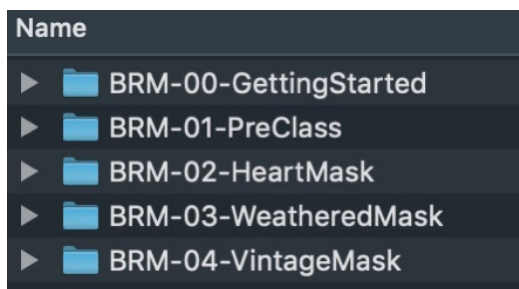 Name
BRM-00-GettingStarted
BRM-01-PreClass
BRM-02-HeartMask
BRM-03-WeatheredMask
BRM-04-VintageMask